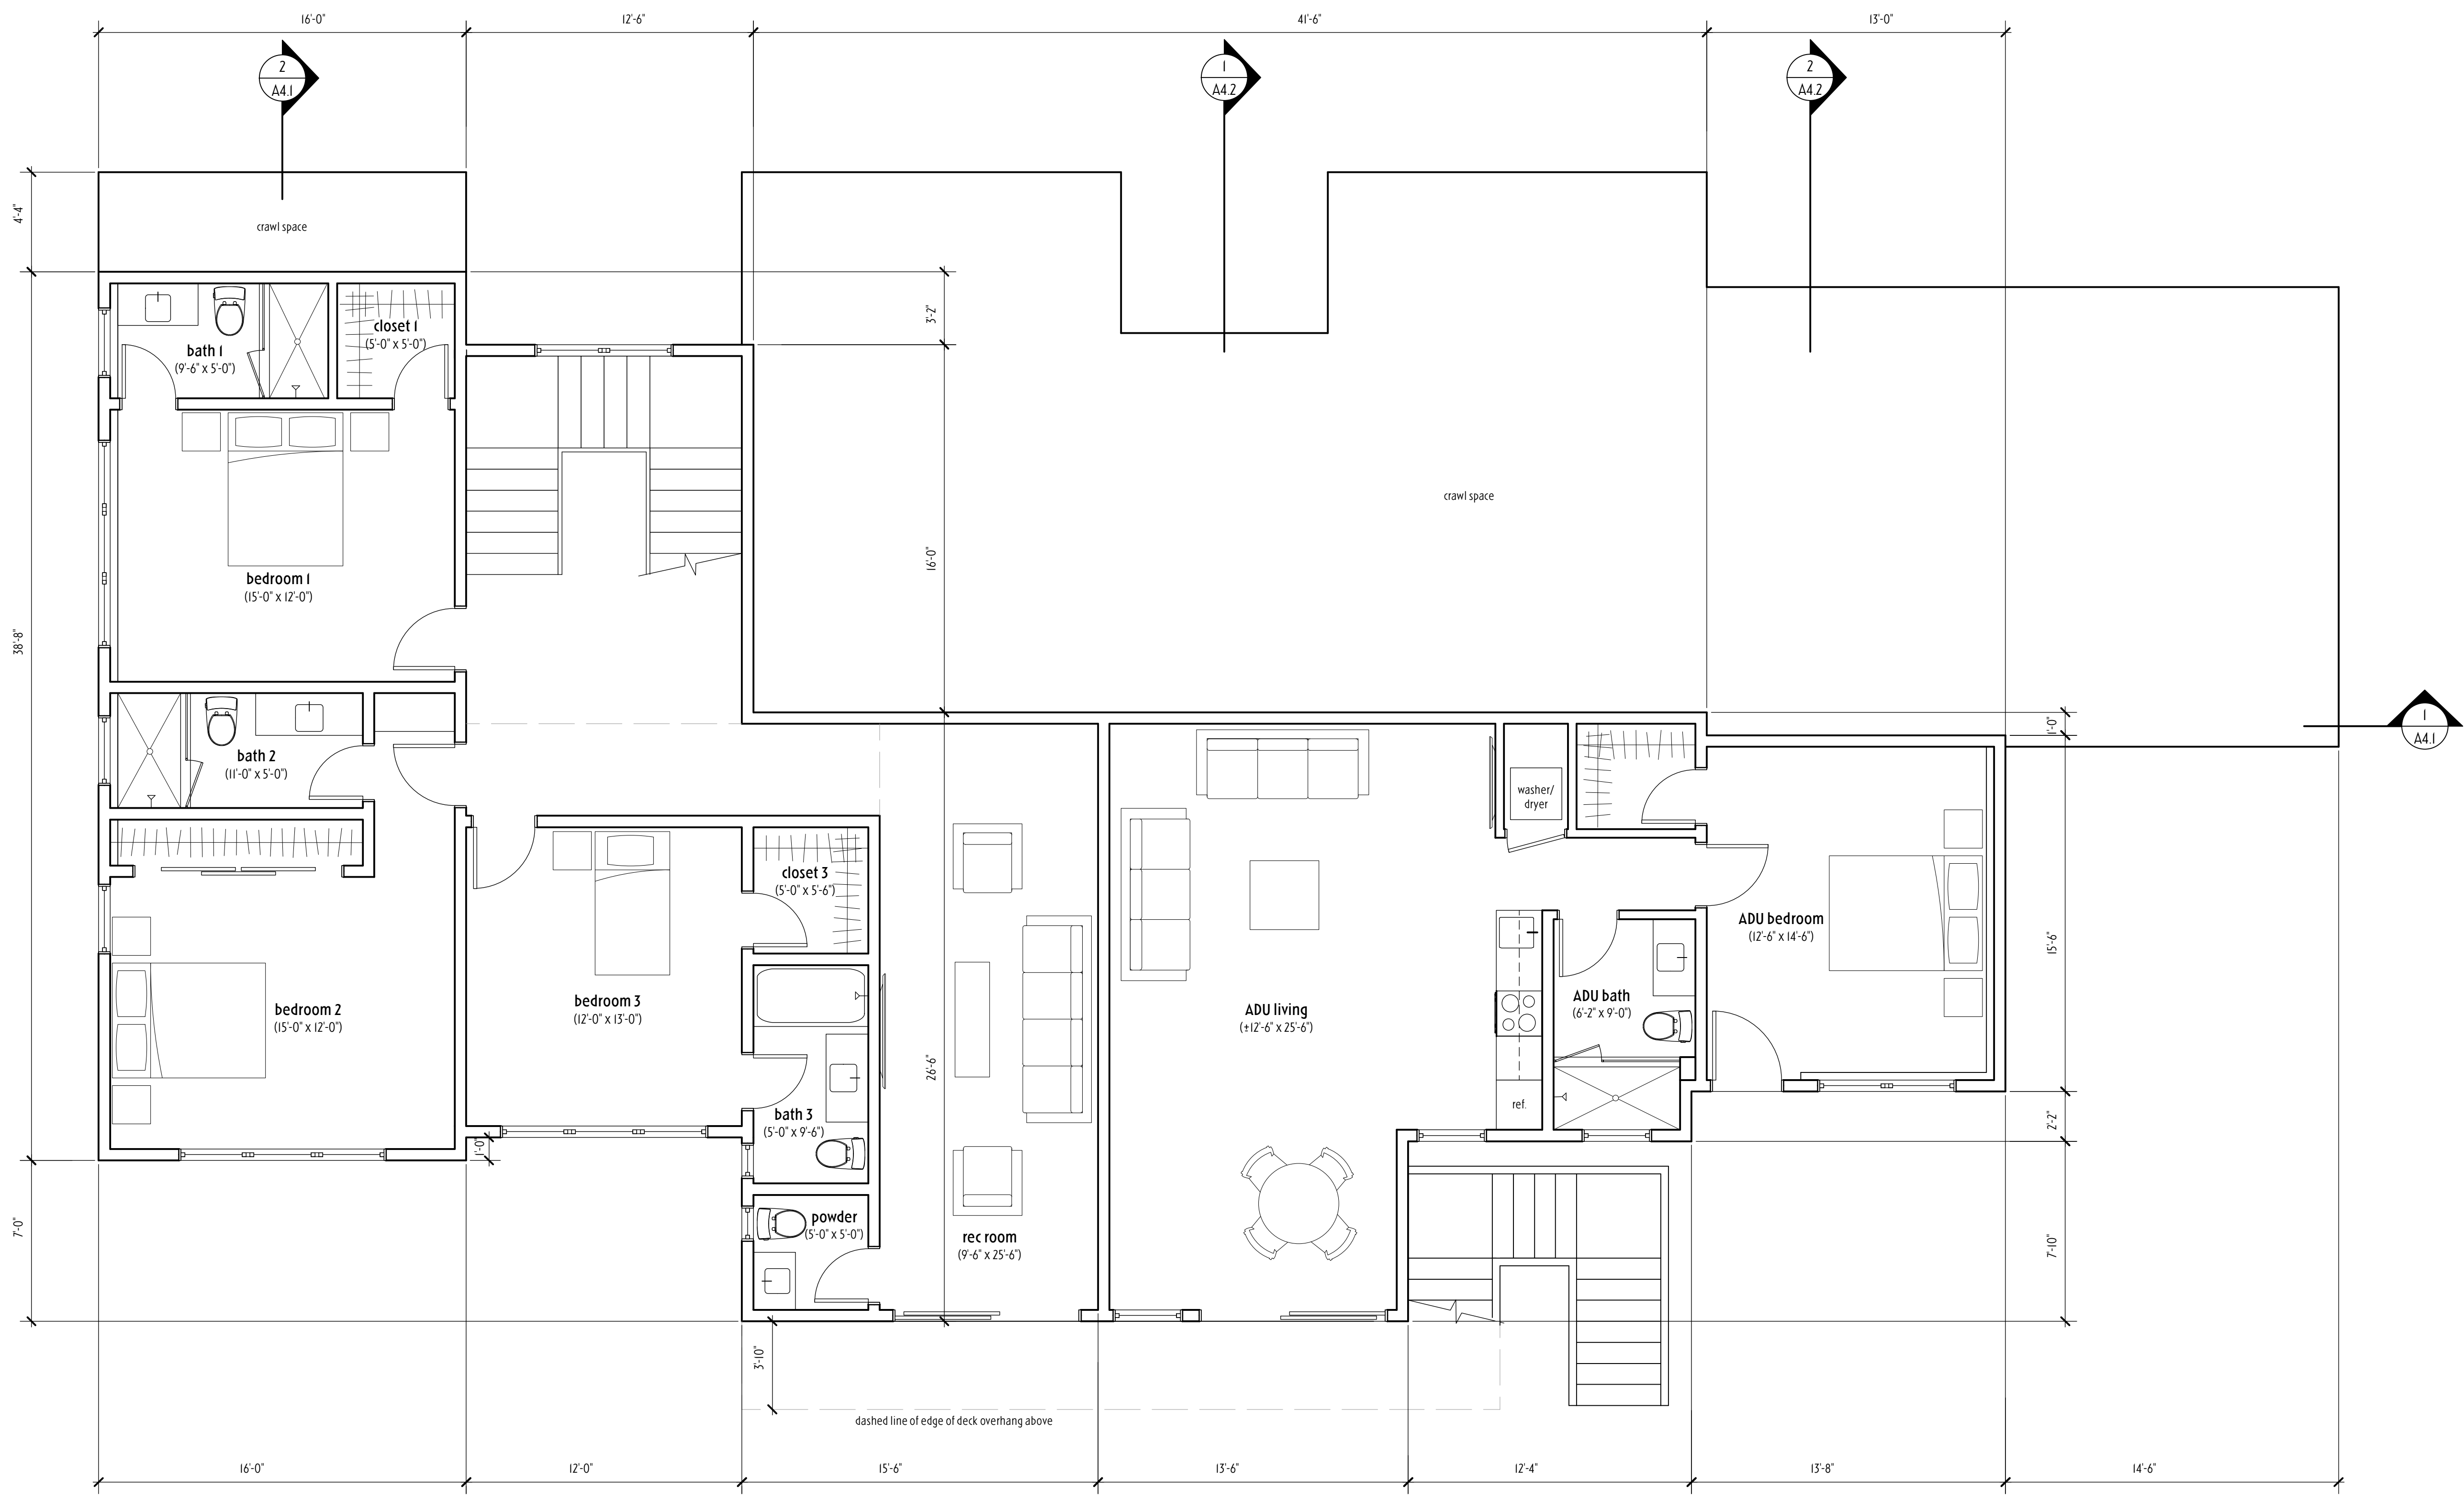 16'-0"
12'-6"
41'-6"
13'-0"
2
A4.1
1
A4.2
2
A4.2
4'-4"
crawl space
3'-2"
closet 1
(5'-0" x 5'-0")
bath 1
(9'-6" x 5'-0")
crawl space
16'-0"
bedroom 1
(15'-0" x 12'-0")
38'-8"
1
A4.1
1'-0"
bath 2
(11'-0" x 5'-0")
washer/
dryer
closet 3
(5'-0" x 5'-6")
ADU bedroom
(12'-6" x 14'-6")
15'-6"
bedroom 3
(12'-0" x 13'-0")
bedroom 2
(15'-0" x 12'-0")
ADU living
(±12'-6" x 25'-6")
ADU bath
(6'-2" x 9'-0")
26'-6"
ref.
bath 3
(5'-0" x 9'-6")
2'-2"
1'-0"
7'-0"
powder
(5'-0" x 5'-0")
rec room
(9'-6" x 25'-6")
7'-10"
3'-10"
dashed line of edge of deck overhang above
16'-0"
12'-0"
15'-6"
13'-6"
12'-4"
13'-8"
14'-6"